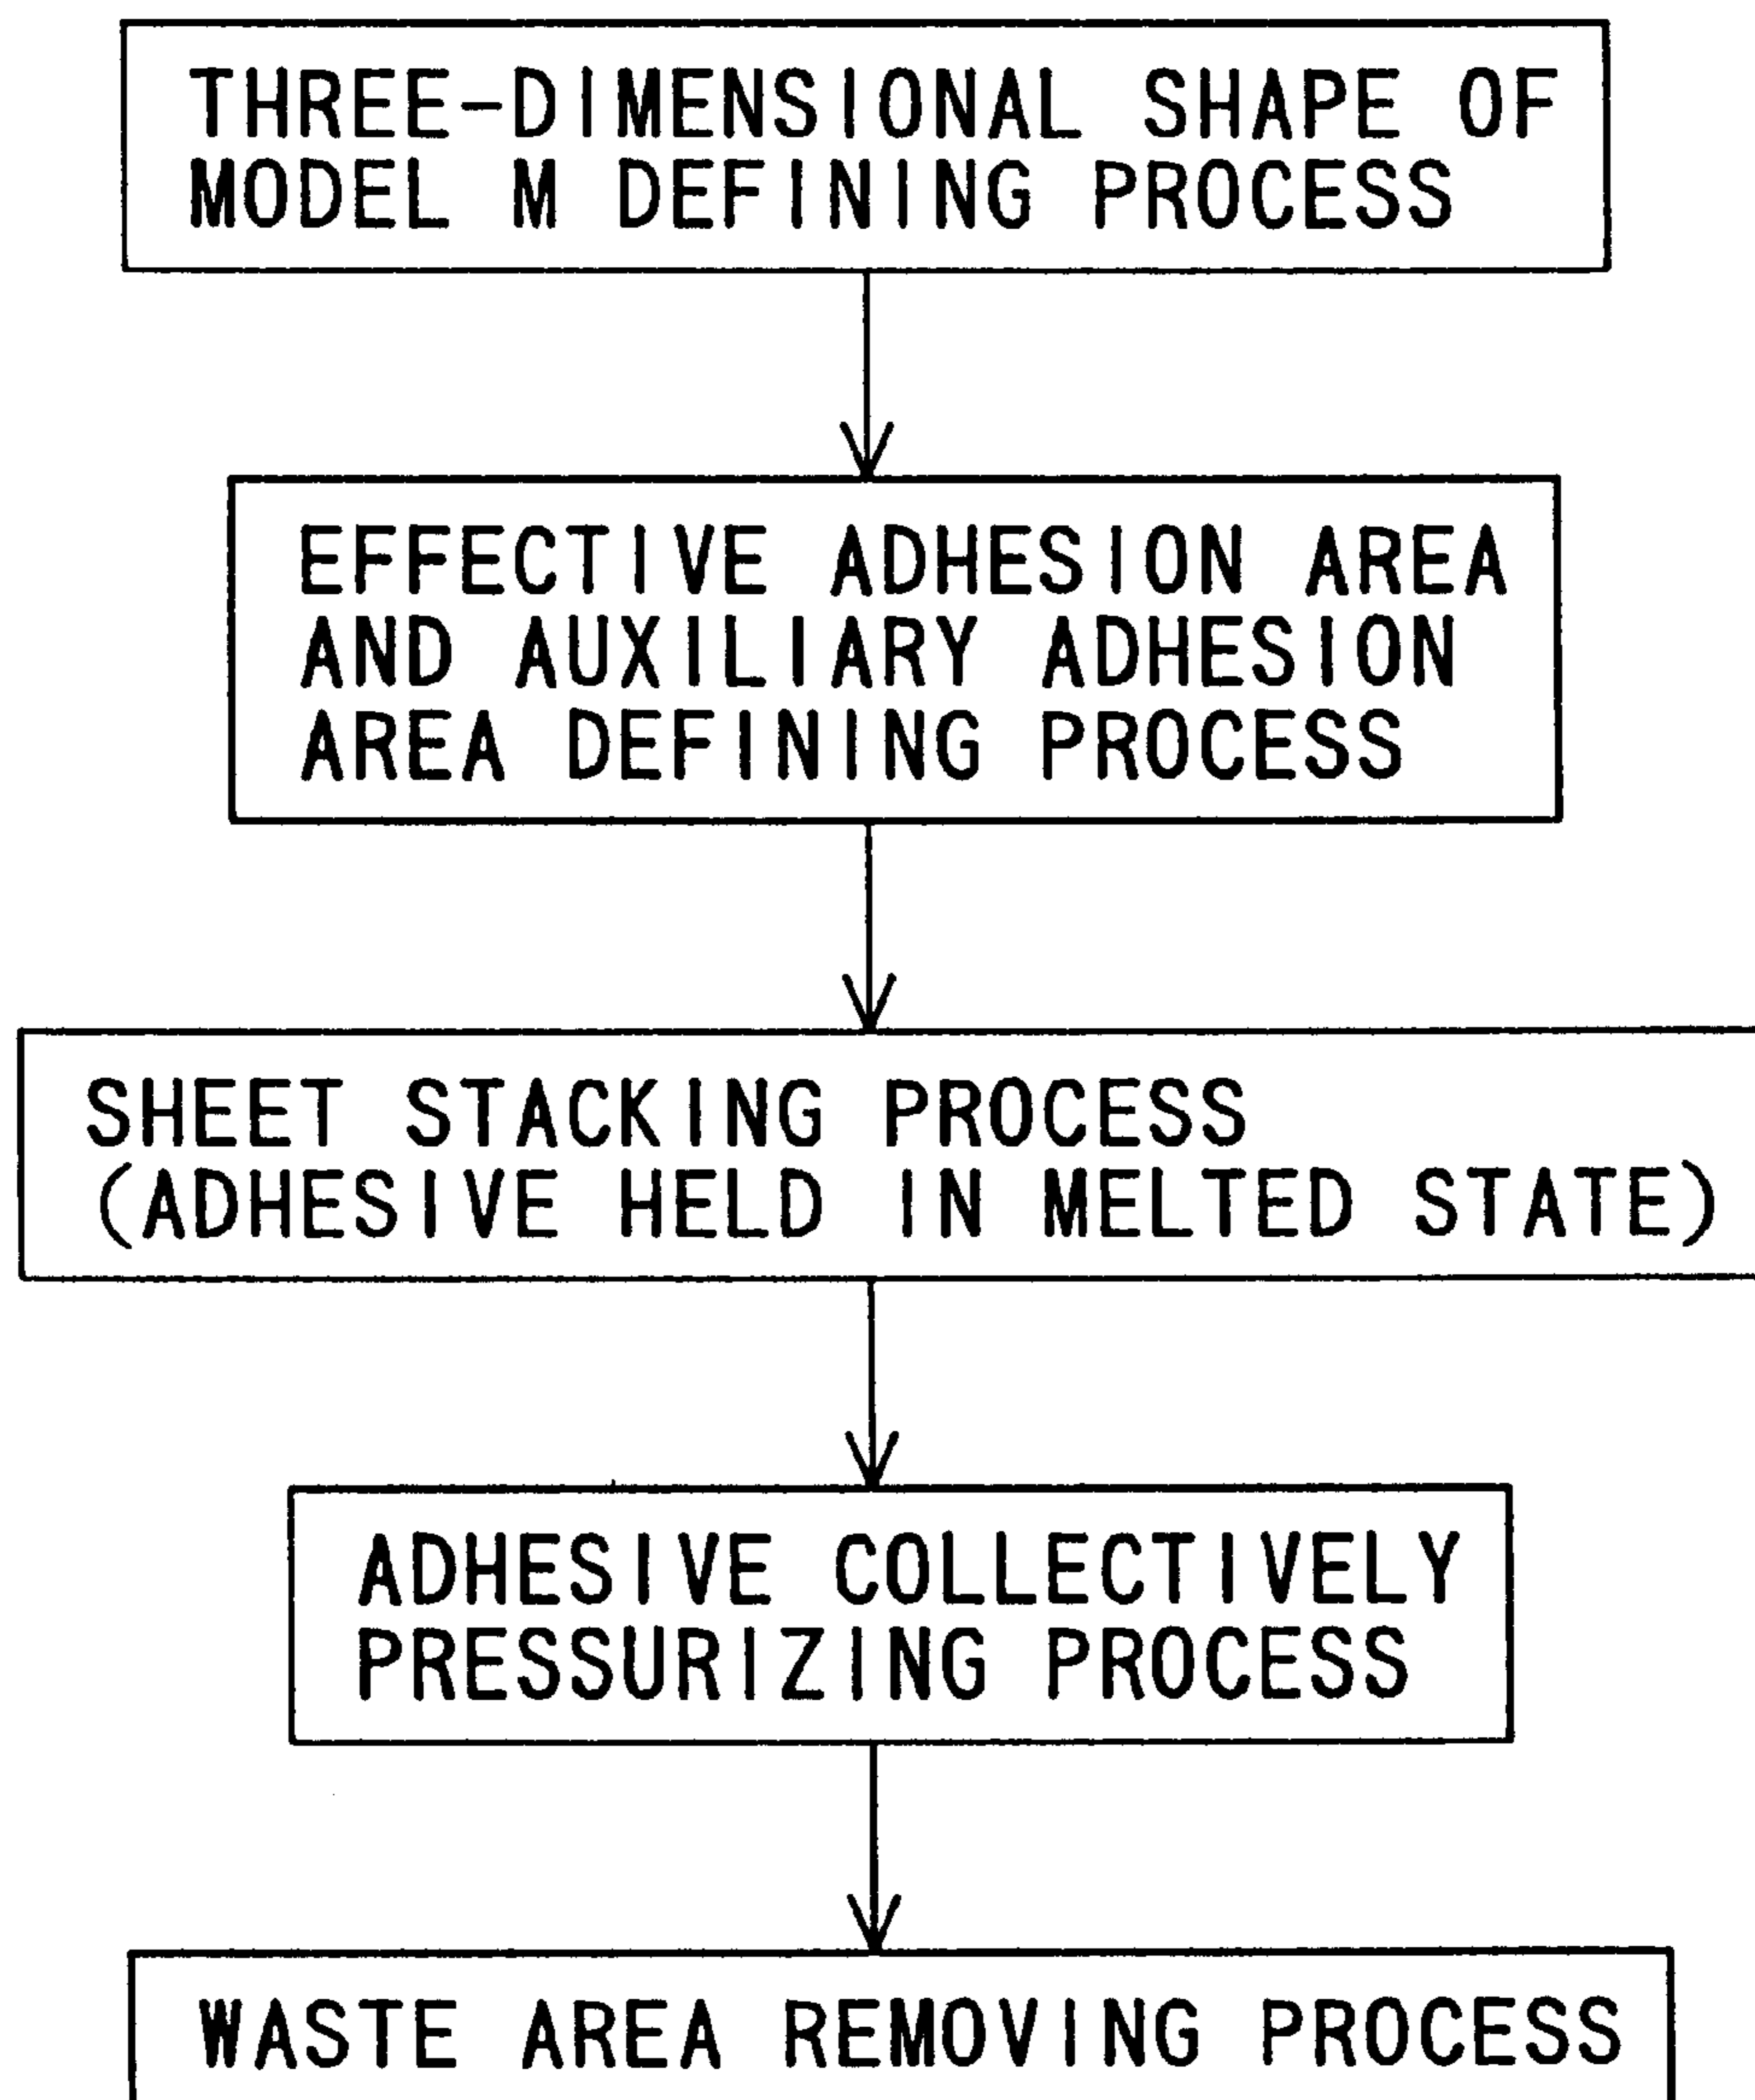 THREE-DIMENSIONAL SHAPE OF
MODEL M DEFINING PROCESS
EFFECTIVE ADHESION AREA
AND AUXILIARY ADHESION
AREA DEFINING PROCESS
SHEET STACKING PROCESS
(ADHESIVE HELD IN MELTED STATE)
ADHESIVE COLLECTIVELY
PRESSURIZING PROCESS
WASTE AREA REMOVING PROCESS